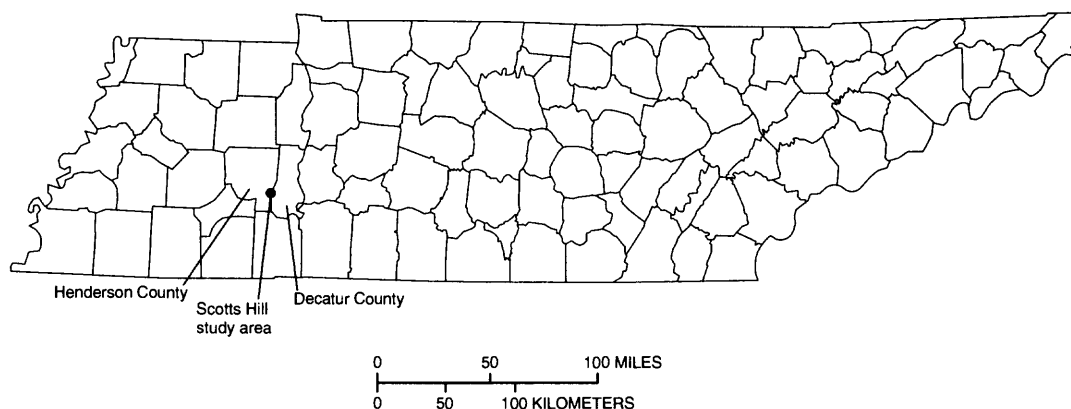 Henderson County
Scotts Hill
study area
Decatur County
0 50 100 MILES
0 50 100 KILOMETERS